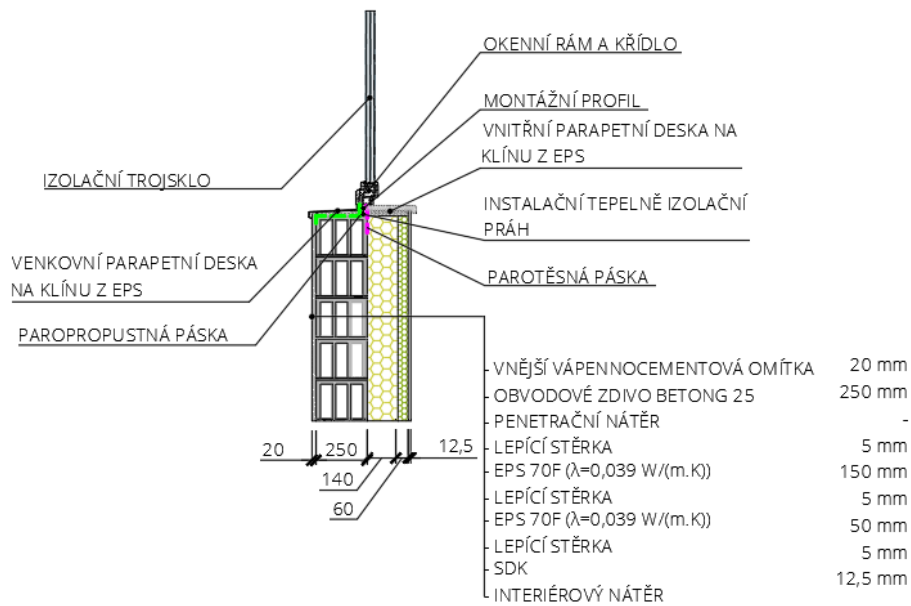 OKENNÍ RÁM A KŘÍDLO
MONTÁŽNÍ PROFIL
VNITŘNÍ PARAPETNÍ DESKA NA
KLÍNU Z EPS
IZOLAČNÍ TROJSKLO
INSTALAČNÍ TEPELNĚ IZOLAČNÍ
PRÁH
VENKOVNÍ PARAPETNÍ DESKA
NA KLÍNU Z EPS
PAROTĚSNÁ PÁSKA
PAROPROPUSTNÁ PÁSKA
VNĚJŠÍ VÁPENNOCEMENTOVÁ OMÍTKA 20 mm
OBVODOVÉ ZDIVO BETONG 25 250 mm
PENETRAČNÍ NÁTĚR -
LEPÍCÍ STĚRKA 5 mm
EPS 70F (λ=0,039 W/(m.K)) 150 mm
LEPÍCÍ STĚRKA 5 mm
EPS 70F (λ=0,039 W/(m.K)) 50 mm
LEPÍCÍ STĚRKA 5 mm
SDK 12,5 mm
INTERIÉROVÝ NÁTĚR
20 250 12,5
140
60